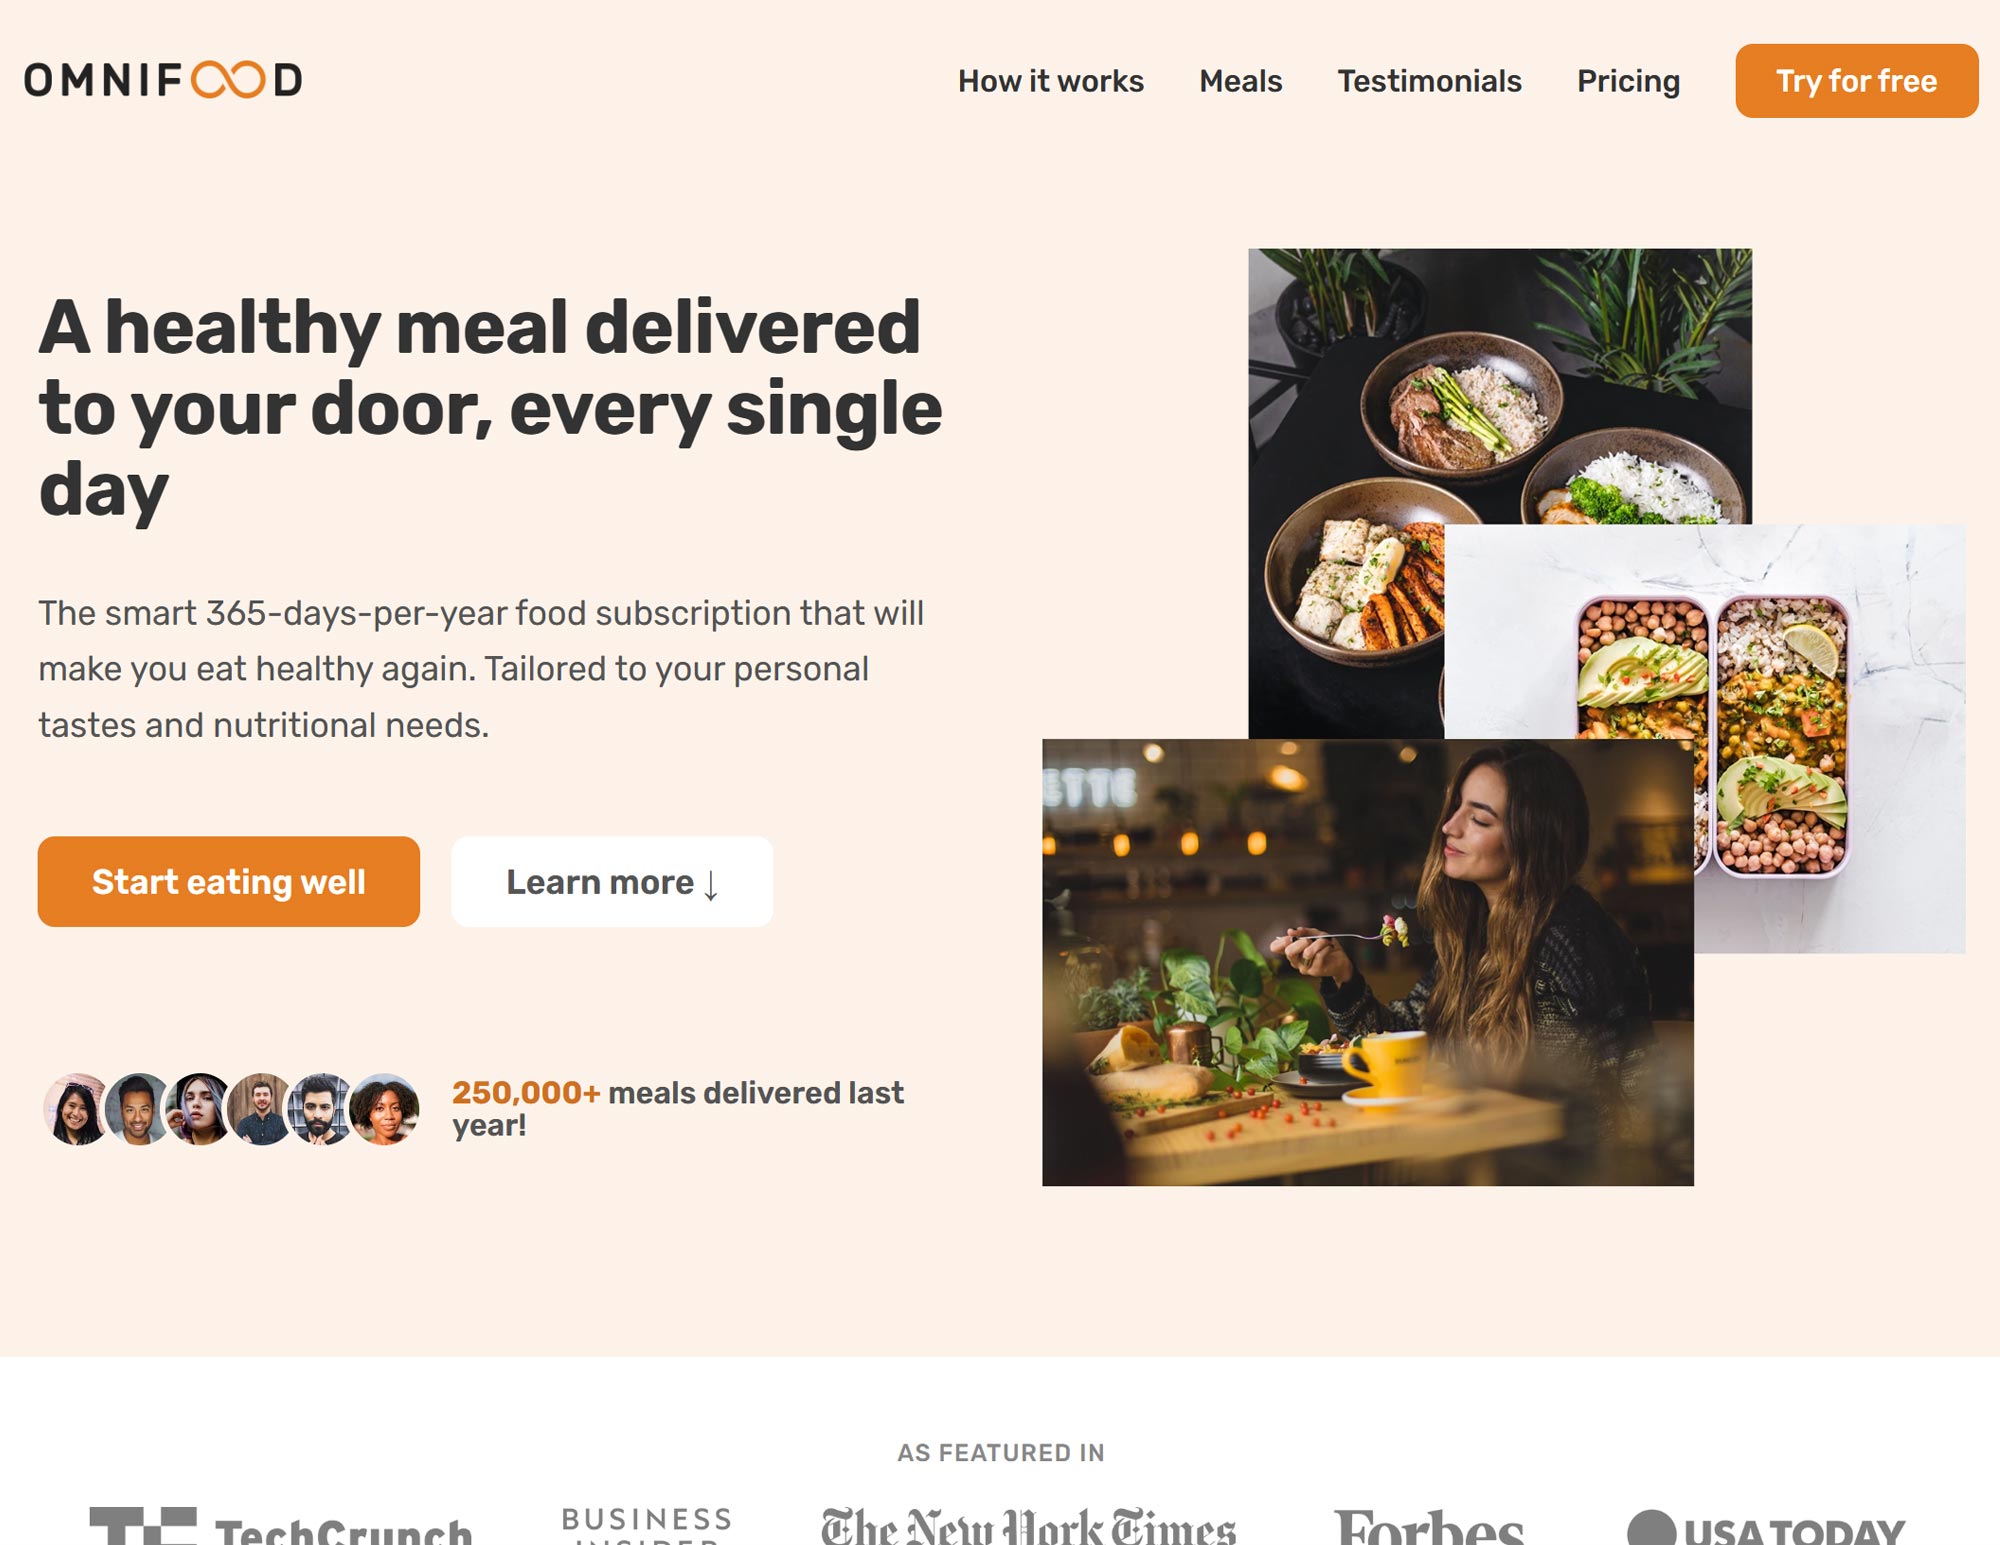 OMNIFOOD
How it works Meals Testimonials Pricing Try for free
A healthy meal delivered
to your door, every single
day
The smart 365-days-per-year food subscription that will
make you eat healthy again. Tailored to your personal
tastes and nutritional needs.
Start eating well Learn more ↓
250,000+ meals delivered last
year!
ETTE
AS FEATURED IN
TechCrunch
BUSINESS
INSIDER
The New York Times
Forbes
USA TODAY